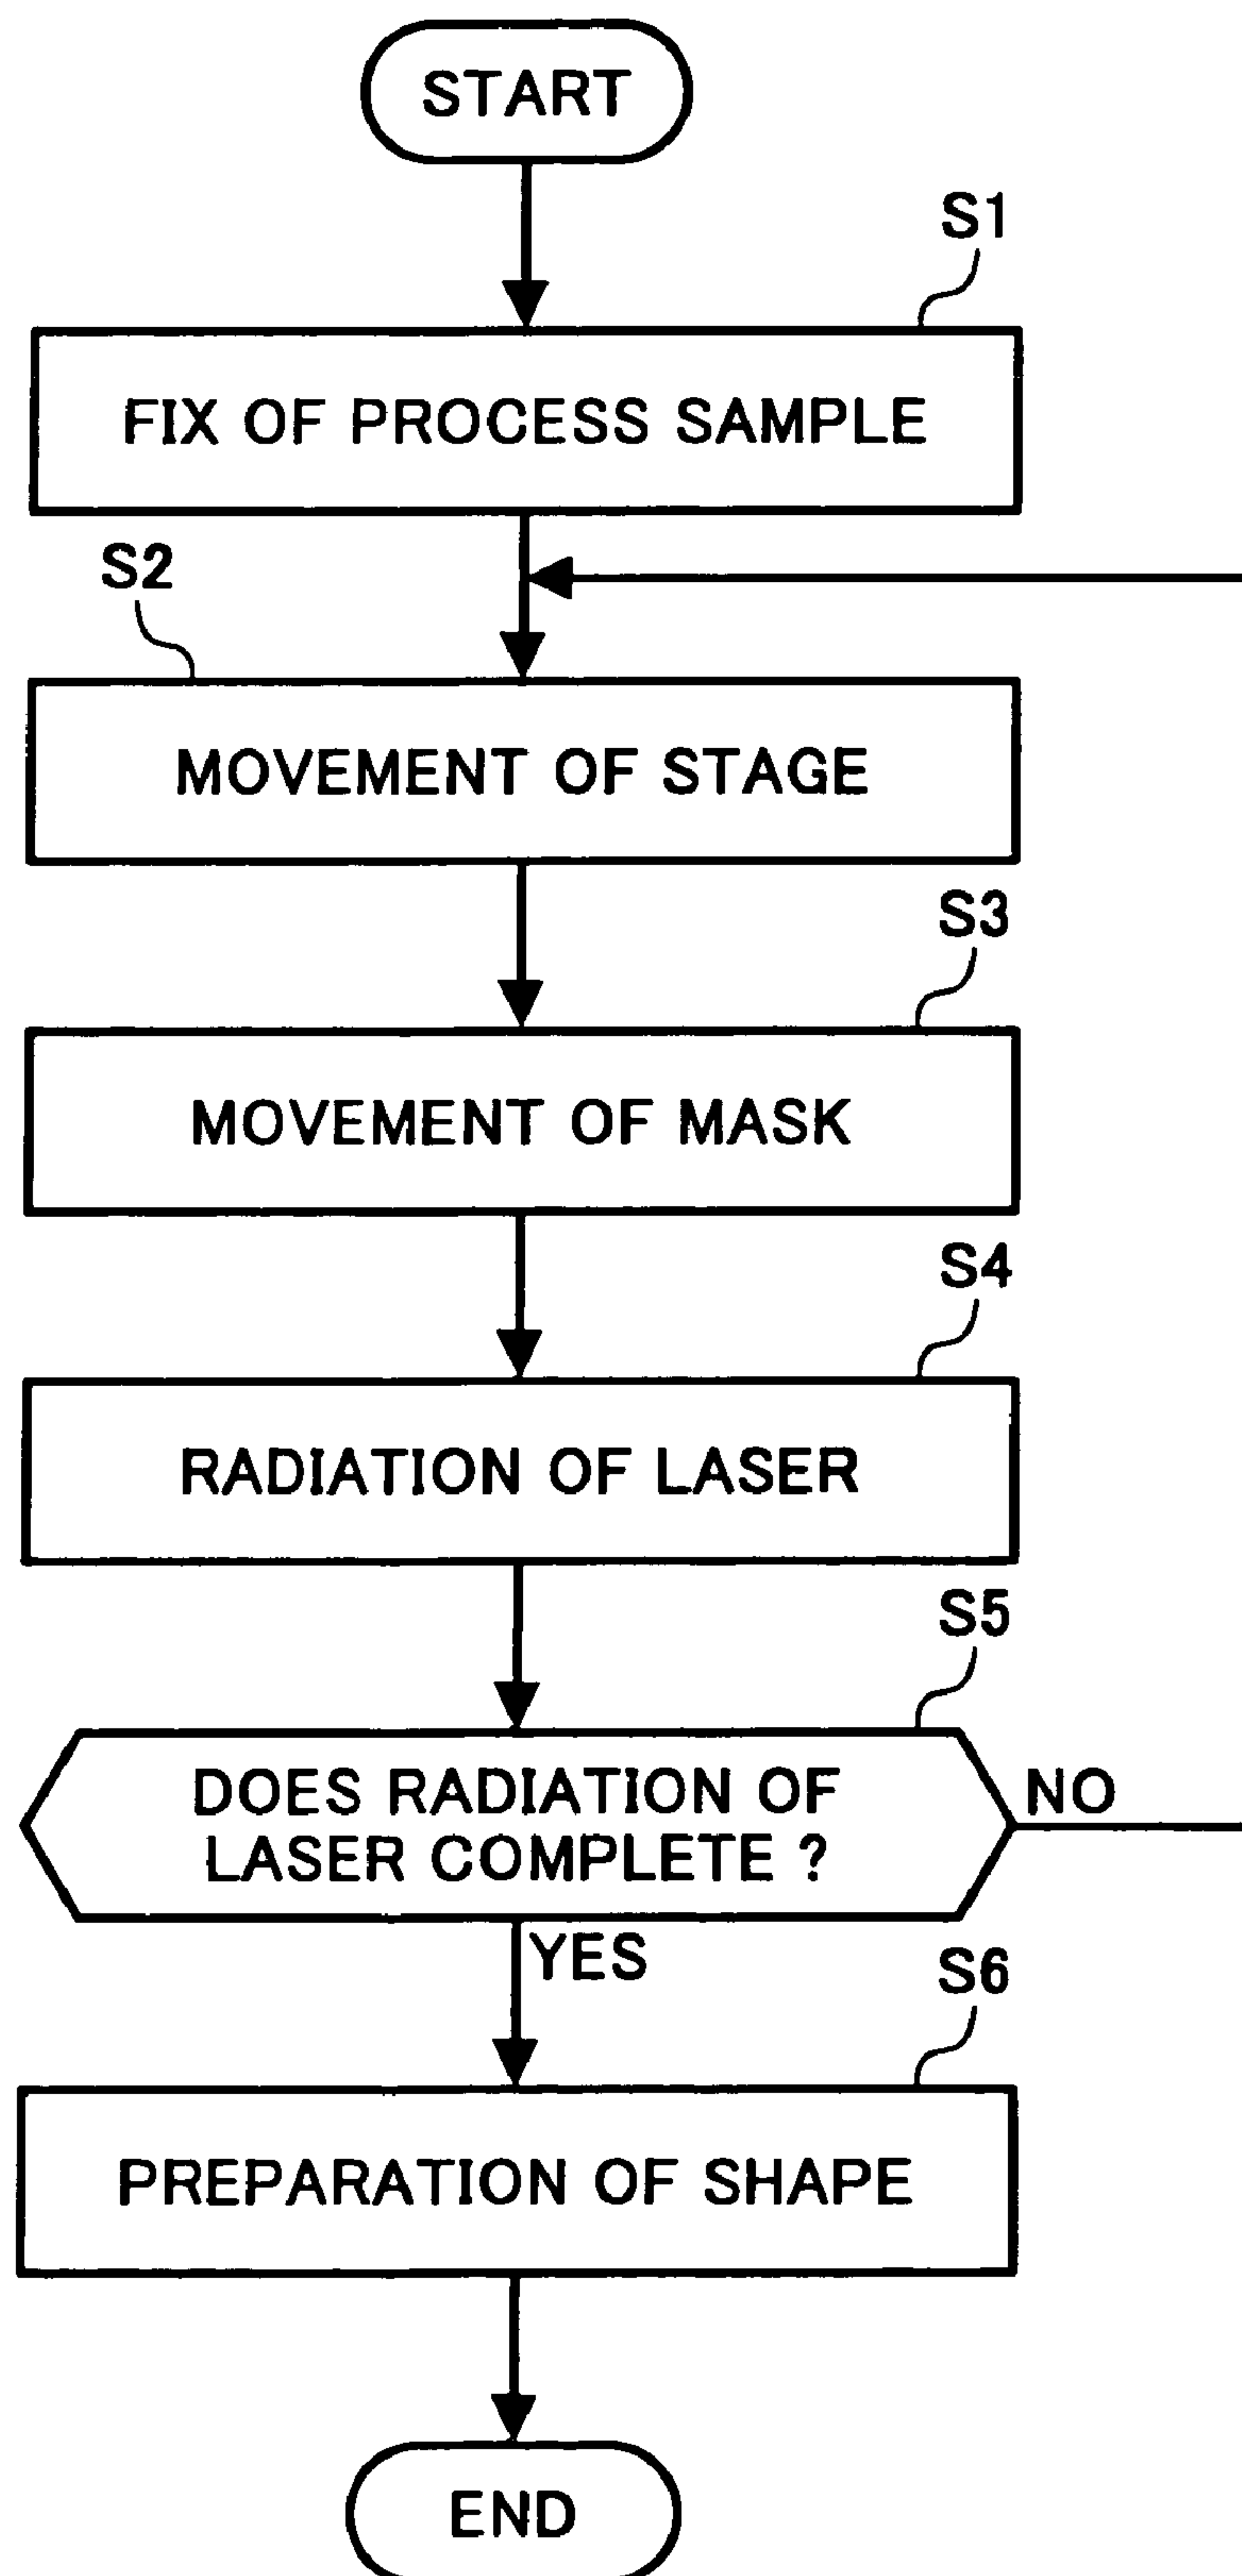 START
S1
FIX OF PROCESS SAMPLE
S2
MOVEMENT OF STAGE
S3
MOVEMENT OF MASK
S4
RADIATION OF LASER
S5
DOES RADIATION OF
LASER COMPLETE ?
NO
YES
S6
PREPARATION OF SHAPE
END